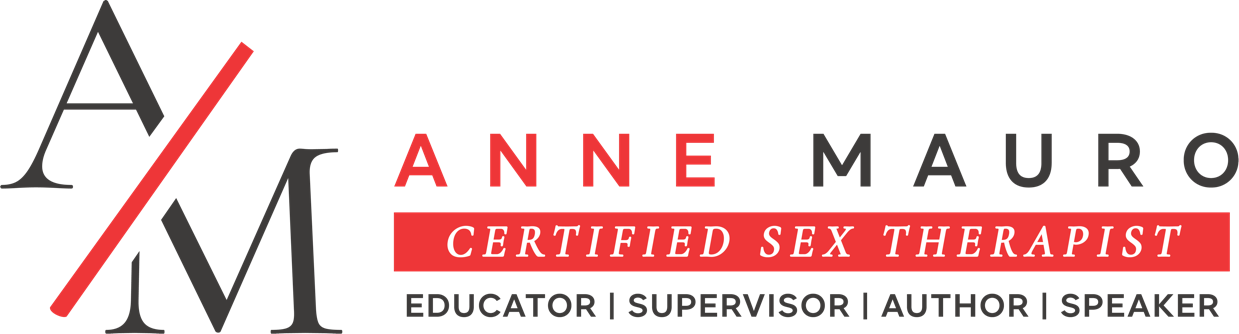 A/M
ANNE MAURO
CERTIFIED SEX THERAPIST
EDUCATOR | SUPERVISOR | AUTHOR | SPEAKER